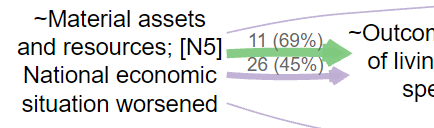 ~Material assets
and resources; [N5]
National economic
situation worsened
11 (69%)
26 (45%)
~Outcom
of livin
spe